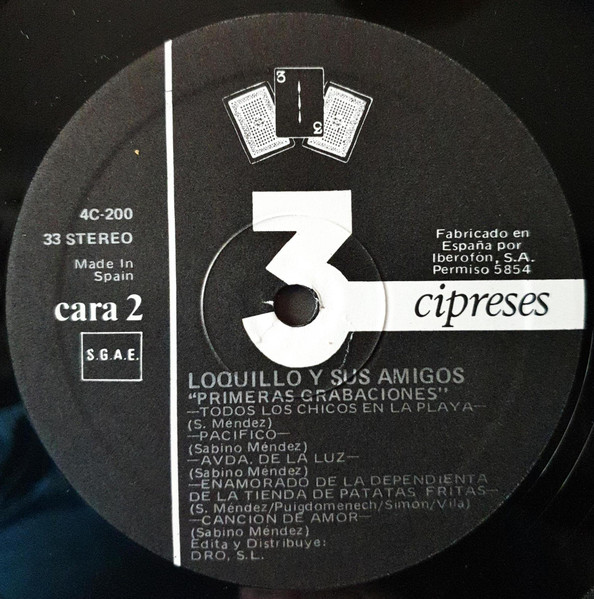 3
3
4C-200
33 STEREO
Made In
Spain
cara 2
S.G.A.E.
3
cipreses
Fabricado en
España por
Iberofón, S.A.
Permiso 5854
LOQUILLO Y SUS AMIGOS
"PRIMERAS GRABACIONES"
—TODOS LOS CHICOS EN LA PLAYA—
(S. Méndez)
—PACIFICO—
(Sabino Méndez)
—AVDA. DE LA LUZ—
(Sabino Méndez)
—ENAMORADO DE LA DEPENDIENTA
DE LA TIENDA DE PATATAS FRITAS—
(S. Méndez/Puigdomenech/Simón/Vila)
—CANCION DE AMOR—
(Sabino Méndez)
Edita y Distribuye:
DRO, S.L.